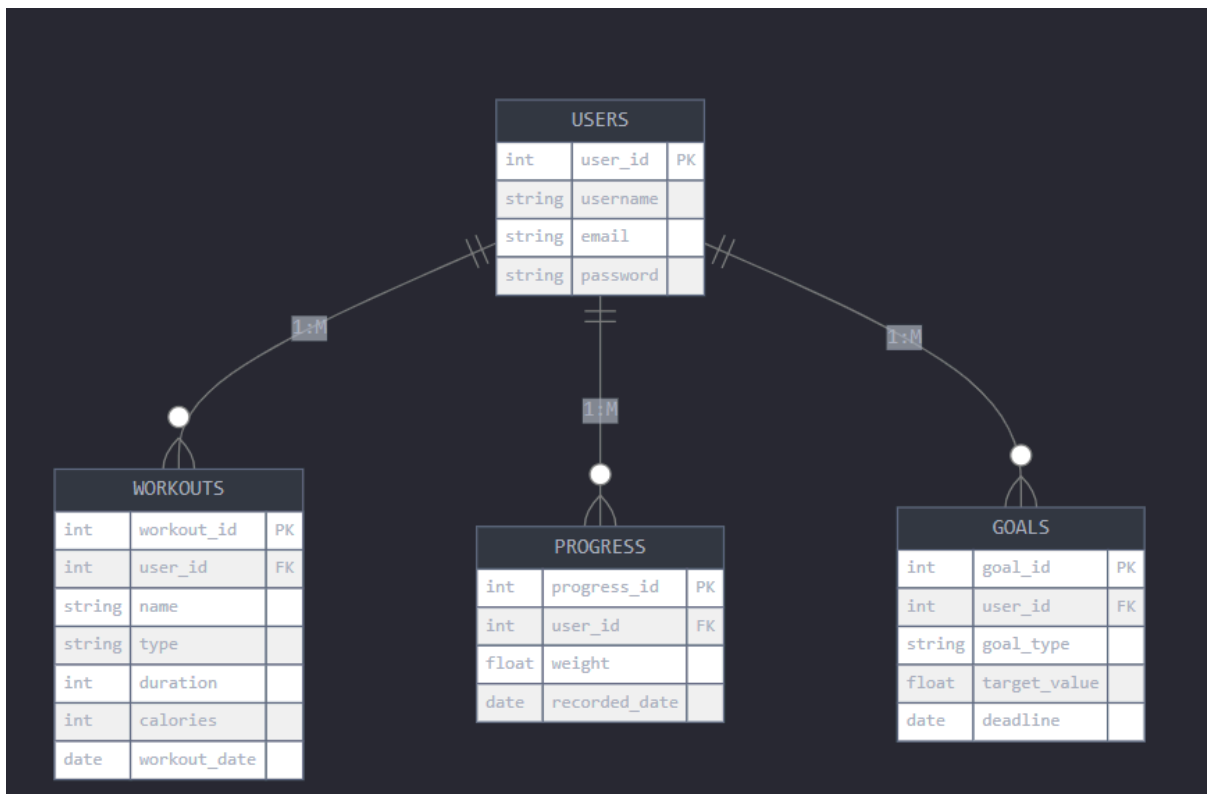 USERS
int user_id PK
string username
string email
string password
1:M
1:M
1:M
WORKOUTS
int workout_id PK
int user_id FK
string name
string type
int duration
int calories
date workout_date
PROGRESS
int progress_id PK
int user_id FK
float weight
date recorded_date
GOALS
int goal_id PK
int user_id FK
string goal_type
float target_value
date deadline